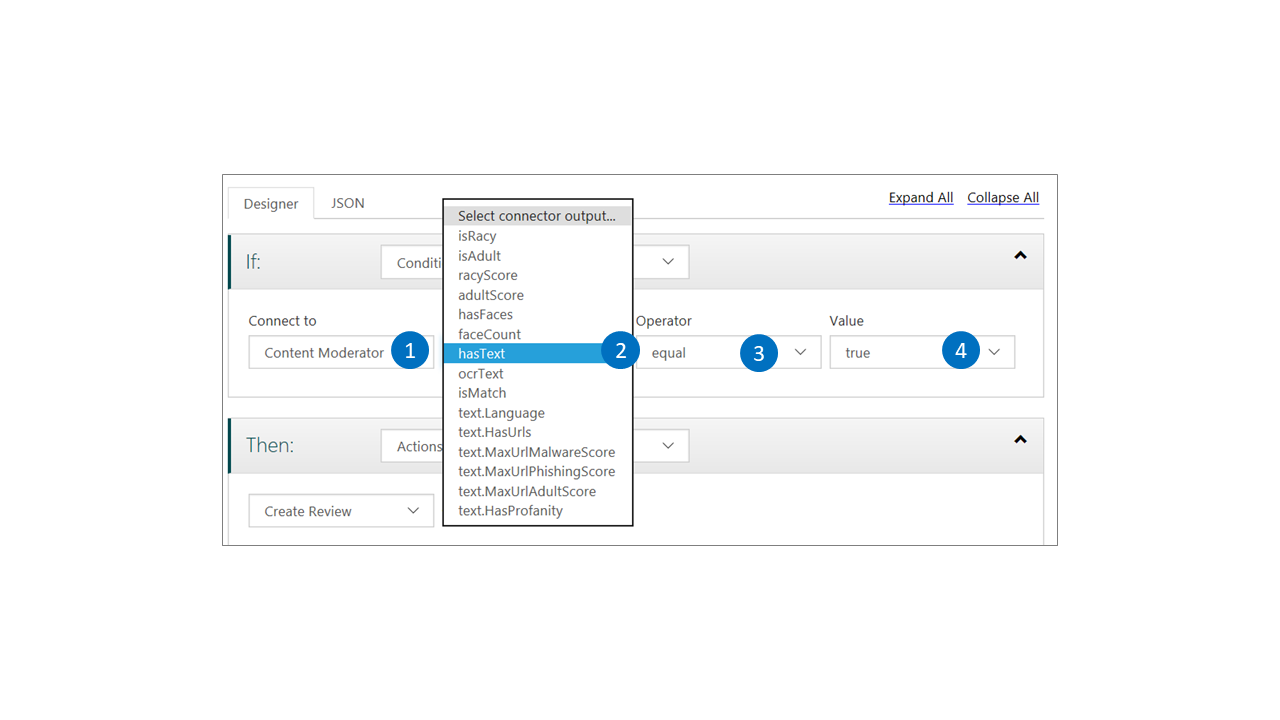 Designer
JSON
Expand All
Collapse All
Select connector output...
isRacy
isAdult
racyScore
adultScore
hasFaces
faceCount
hasText
ocrText
isMatch
text.Language
text.HasUrls
text.MaxUrlMalwareScore
text.MaxUrlPhishingScore
text.MaxUrlAdultScore
text.HasProfanity
If:
Conditi
Connect to
Operator
Value
Content Moderator
1
2
equal
3
true
4
Then:
Actions
Create Review